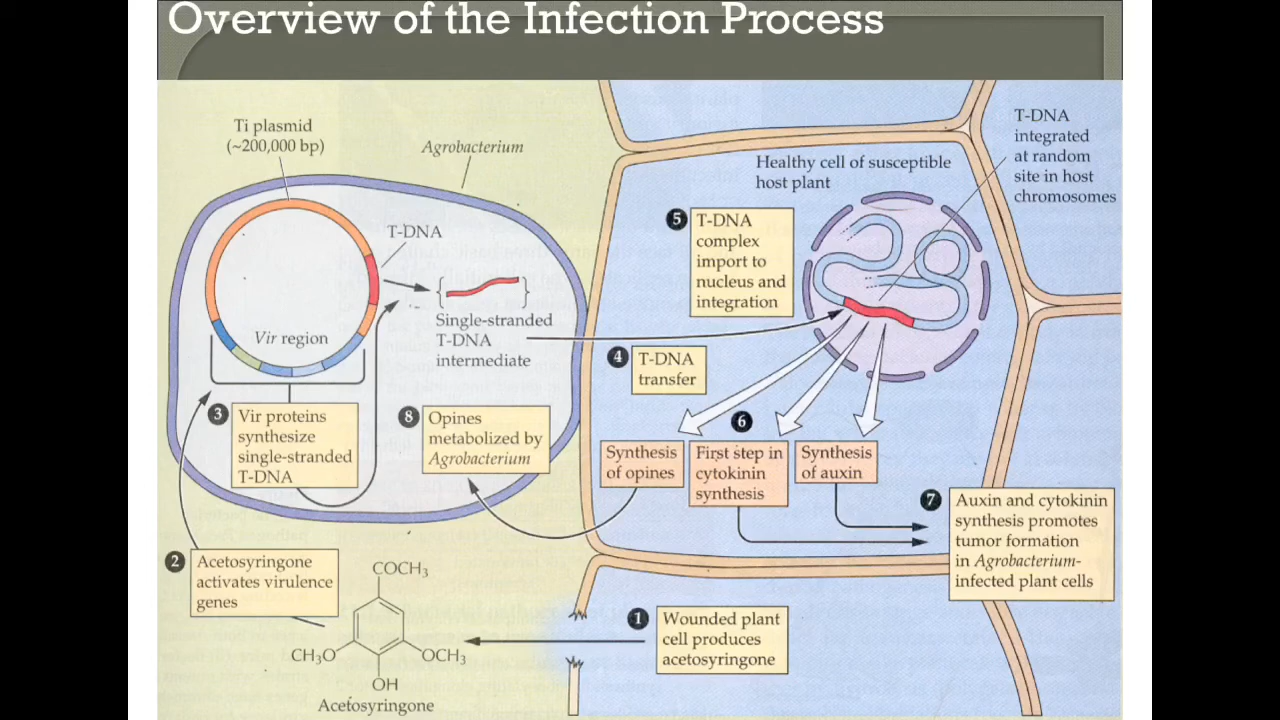 Overview of the Infection Process
Ti plasmid
(~200,000 bp)
Agrobacterium
T-DNA
Vir region
Single-stranded
T-DNA
intermediate
3
Vir proteins
synthesize
single-stranded
T-DNA
8
Opines
metabolized by
Agrobacterium
2
Acetosyringone
activates virulence
genes
COCH3
CH3O
OCH3
OH
Acetosyringone
1
Wounded plant
cell produces
acetosyringone
Healthy cell of susceptible
host plant
T-DNA
integrated
at random
site in host
chromosomes
5
T-DNA
complex
import to
nucleus and
integration
4
T-DNA
transfer
6
Synthesis
of opines
First step in
cytokinin
synthesis
Synthesis
of auxin
7
Auxin and cytokinin
synthesis promotes
tumor formation
in Agrobacterium-
infected plant cells